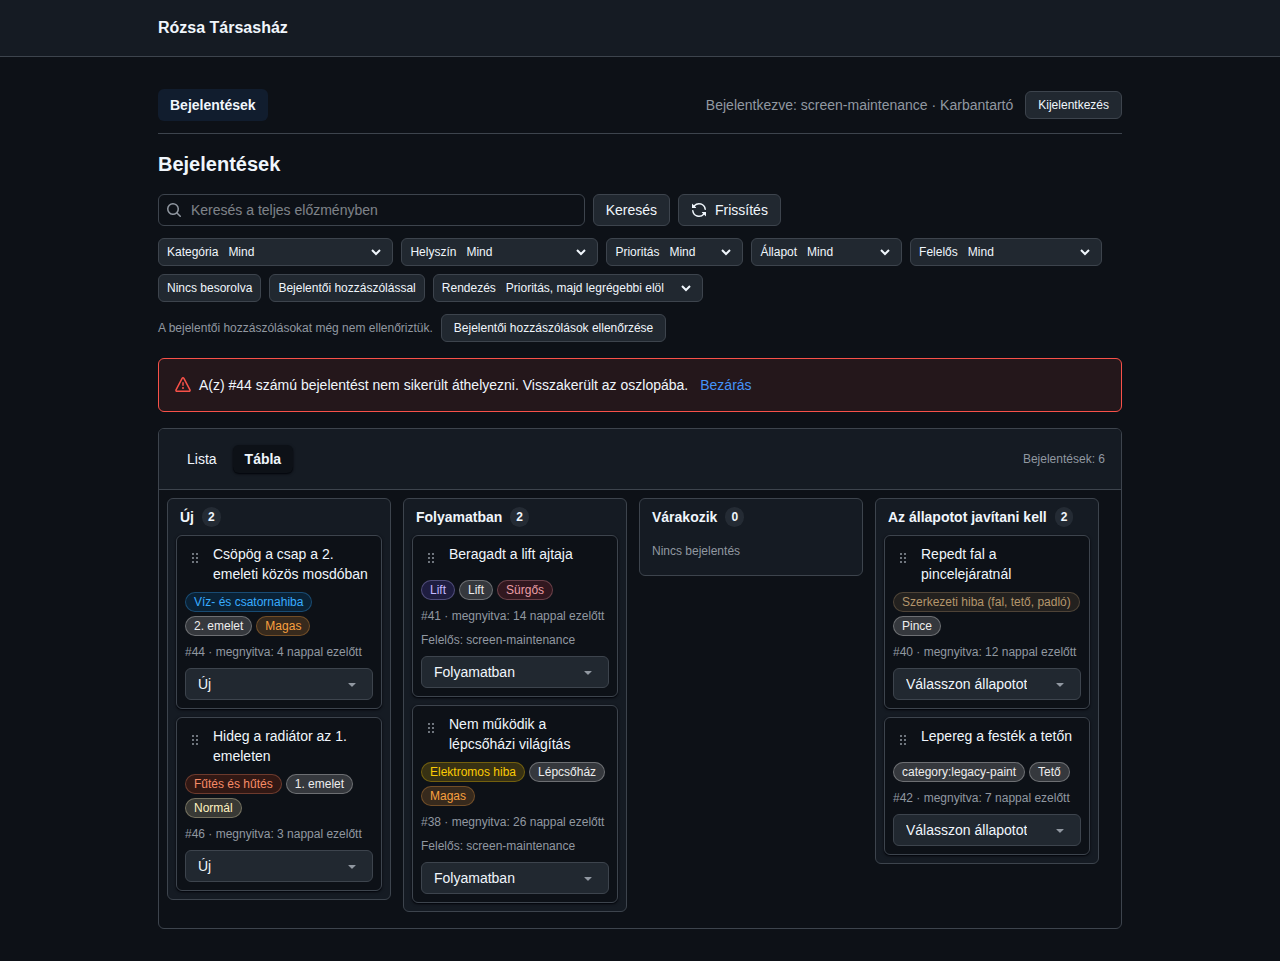 Rózsa Társasház
Bejelentések
Bejelentkezve: screen-maintenance · Karbantartó
Kijelentkezés
Bejelentések
Keresés a teljes előzményben
Keresés
Frissítés
Kategória Mind
Helyszín Mind
Prioritás Mind
Állapot Mind
Felelős Mind
Nincs besorolva
Bejelentői hozzászólással
Rendezés Prioritás, majd legrégebbi elöl
A bejelentői hozzászólásokat még nem ellenőriztük.
Bejelentői hozzászólások ellenőrzése
A(z) #44 számú bejelentést nem sikerült áthelyezni. Visszakerült az oszlopába. Bezárás
Lista
Tábla
Bejelentések: 6
Új 2
Csöpög a csap a 2.
emeleti közös mosdóban
Víz- és csatornahiba
2. emelet
Magas
#44 · megnyitva: 4 nappal ezelőtt
Új
Hideg a radiátor az 1.
emeleten
Fűtés és hűtés
1. emelet
Normál
#46 · megnyitva: 3 nappal ezelőtt
Új
Folyamatban 2
Beragadt a lift ajtaja
Lift
Lift
Sürgős
#41 · megnyitva: 14 nappal ezelőtt
Felelős: screen-maintenance
Folyamatban
Nem működik a
lépcsőházi világítás
Elektromos hiba
Lépcsőház
Magas
#38 · megnyitva: 26 nappal ezelőtt
Felelős: screen-maintenance
Folyamatban
Várakozik 0
Nincs bejelentés
Az állapotot javítani kell 2
Repedt fal a
pincelejáratnál
Szerkezeti hiba (fal, tető, padló)
Pince
#40 · megnyitva: 12 nappal ezelőtt
Válasszon állapotot
Lepereg a festék a tetőn
category:legacy-paint
Tető
#42 · megnyitva: 7 nappal ezelőtt
Válasszon állapotot